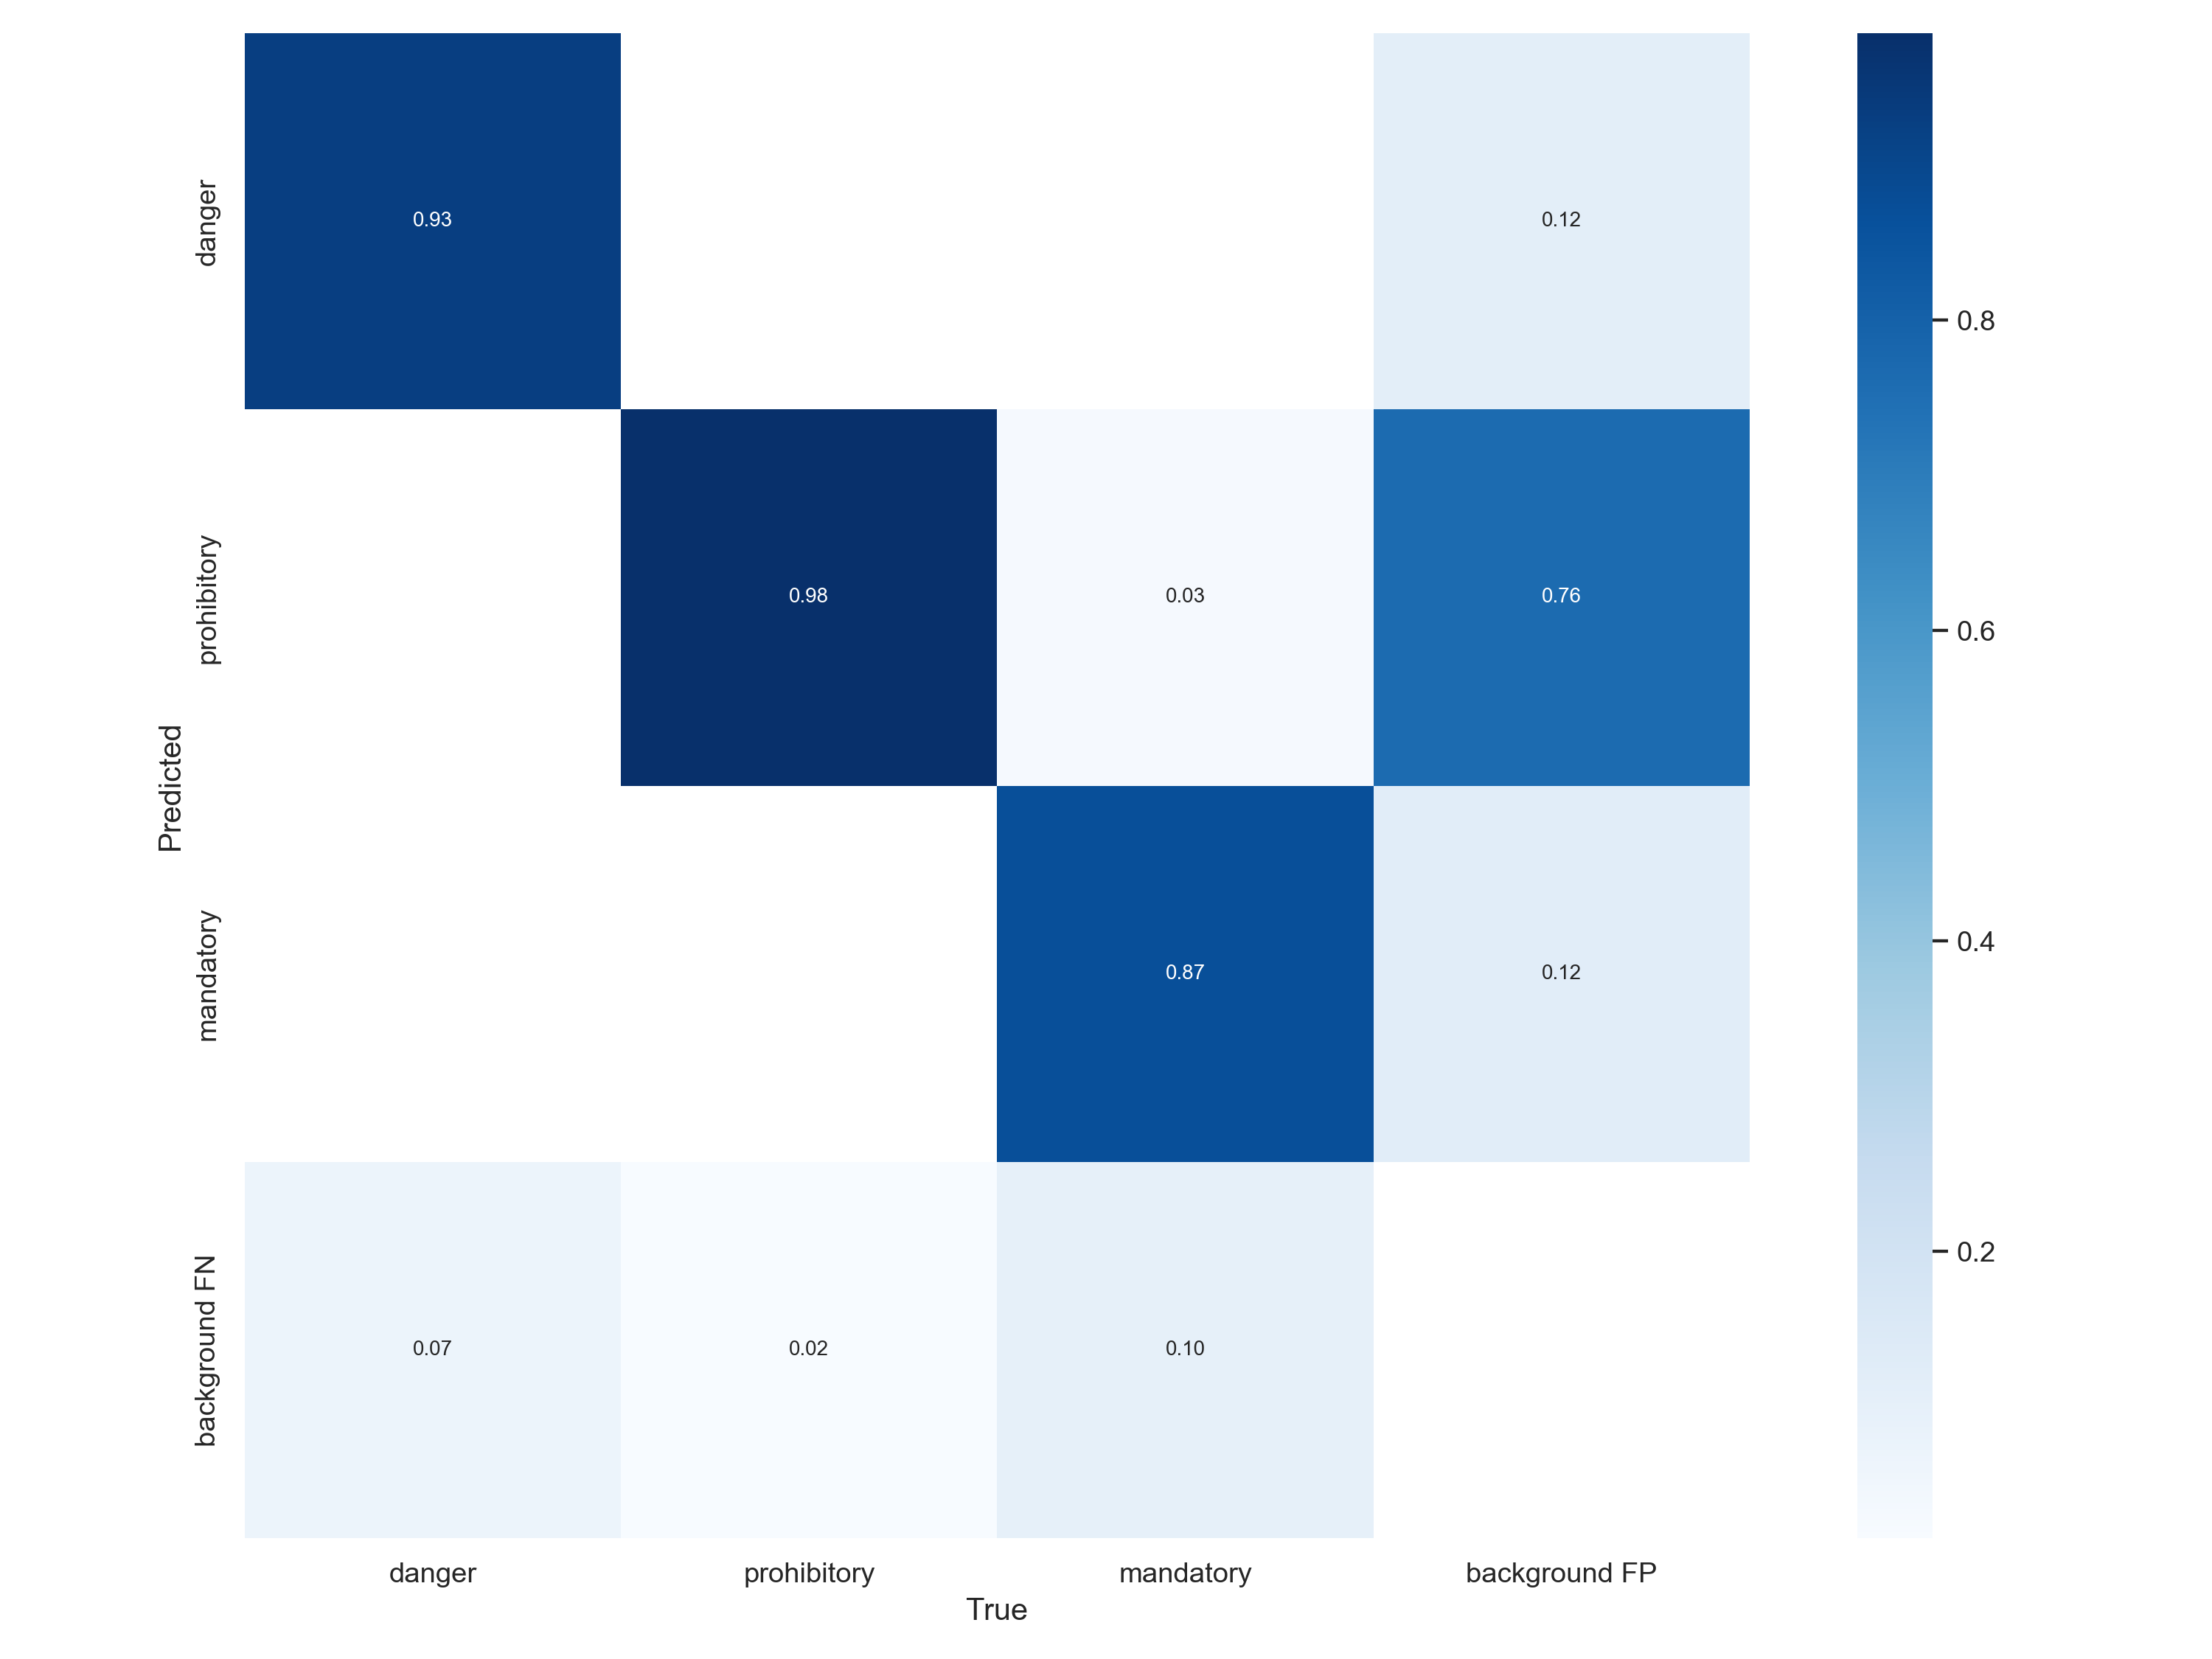 danger
0.93
0.12
prohibitory
0.98
0.03
0.76
Predicted
mandatory
0.87
0.12
background FN
0.07
0.02
0.10
danger
prohibitory
mandatory
background FP
True
0.8
0.6
0.4
0.2